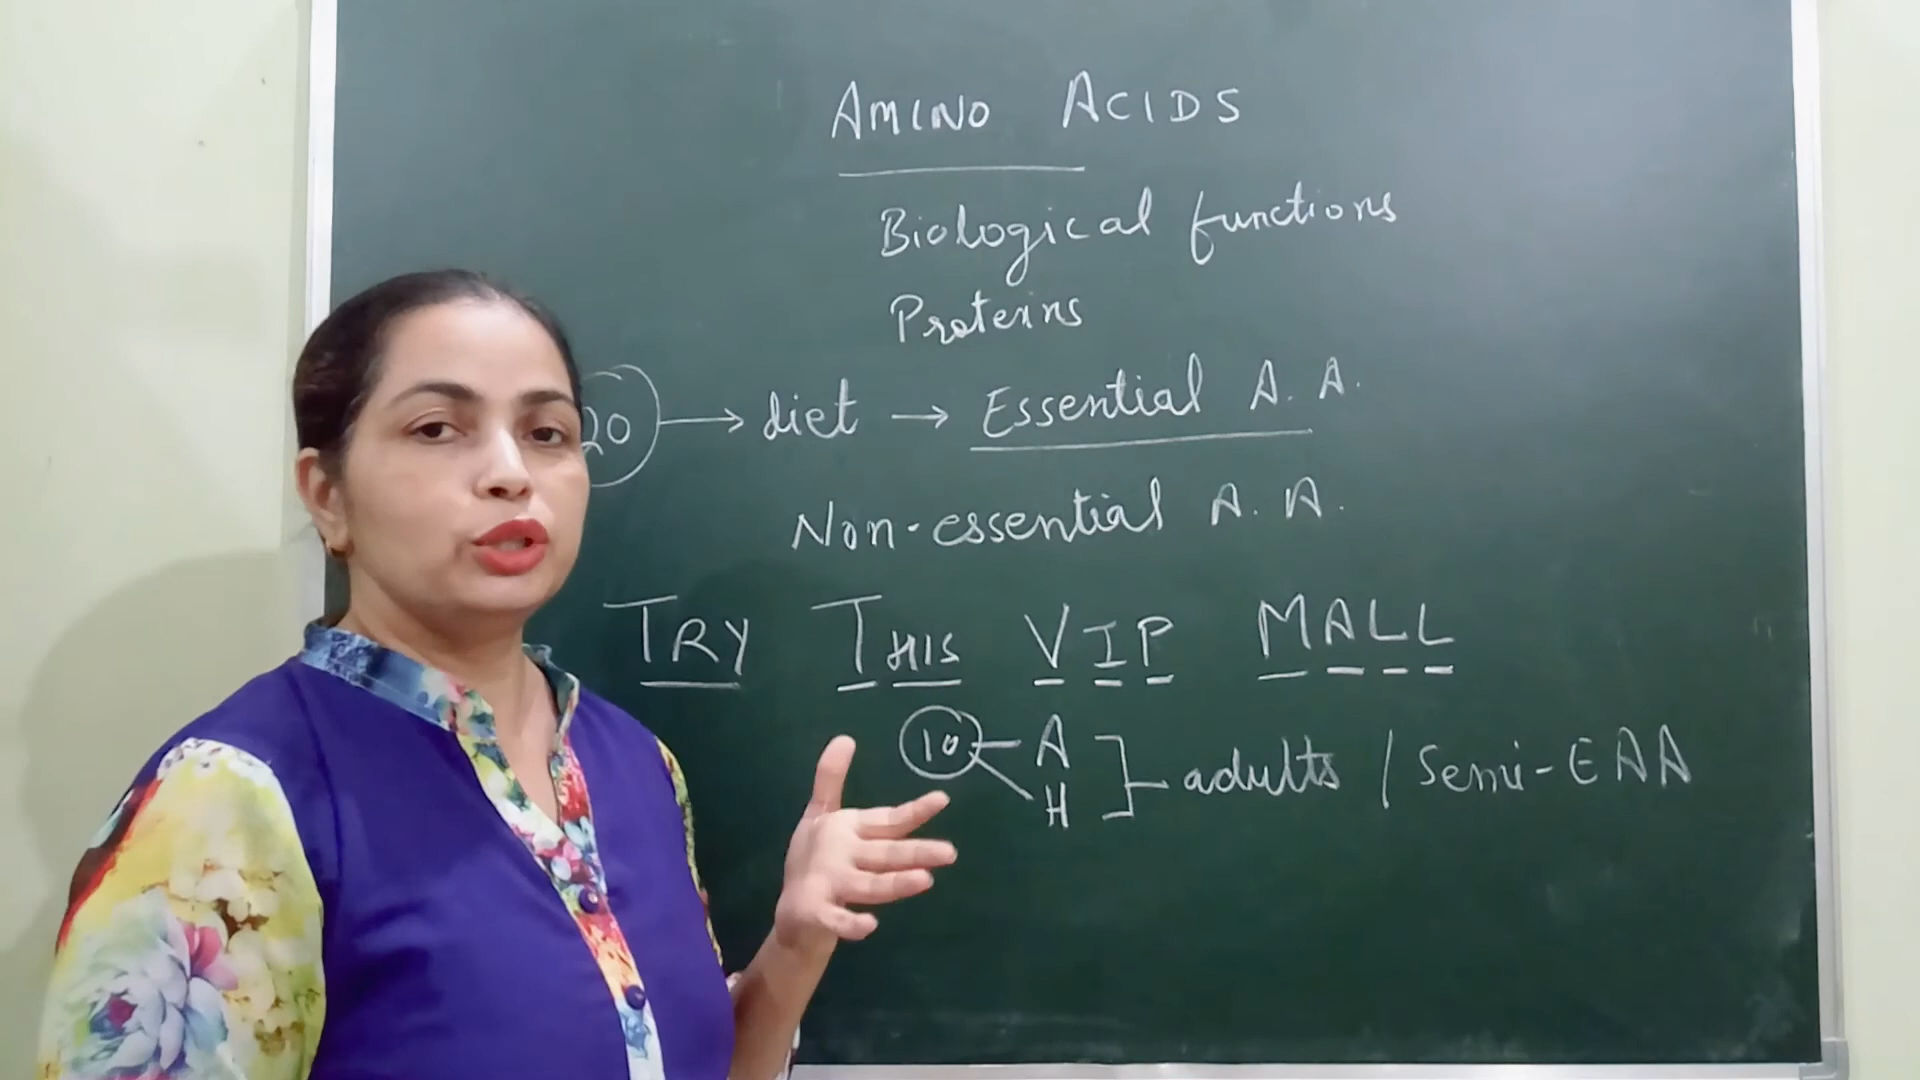 AMINO ACIDS
Biological functions
Proteins
20 → diet → Essential A. A.
Non-essential A. A.
TRY THIS VIP MALL
10 A adults / Semi-EAA
H